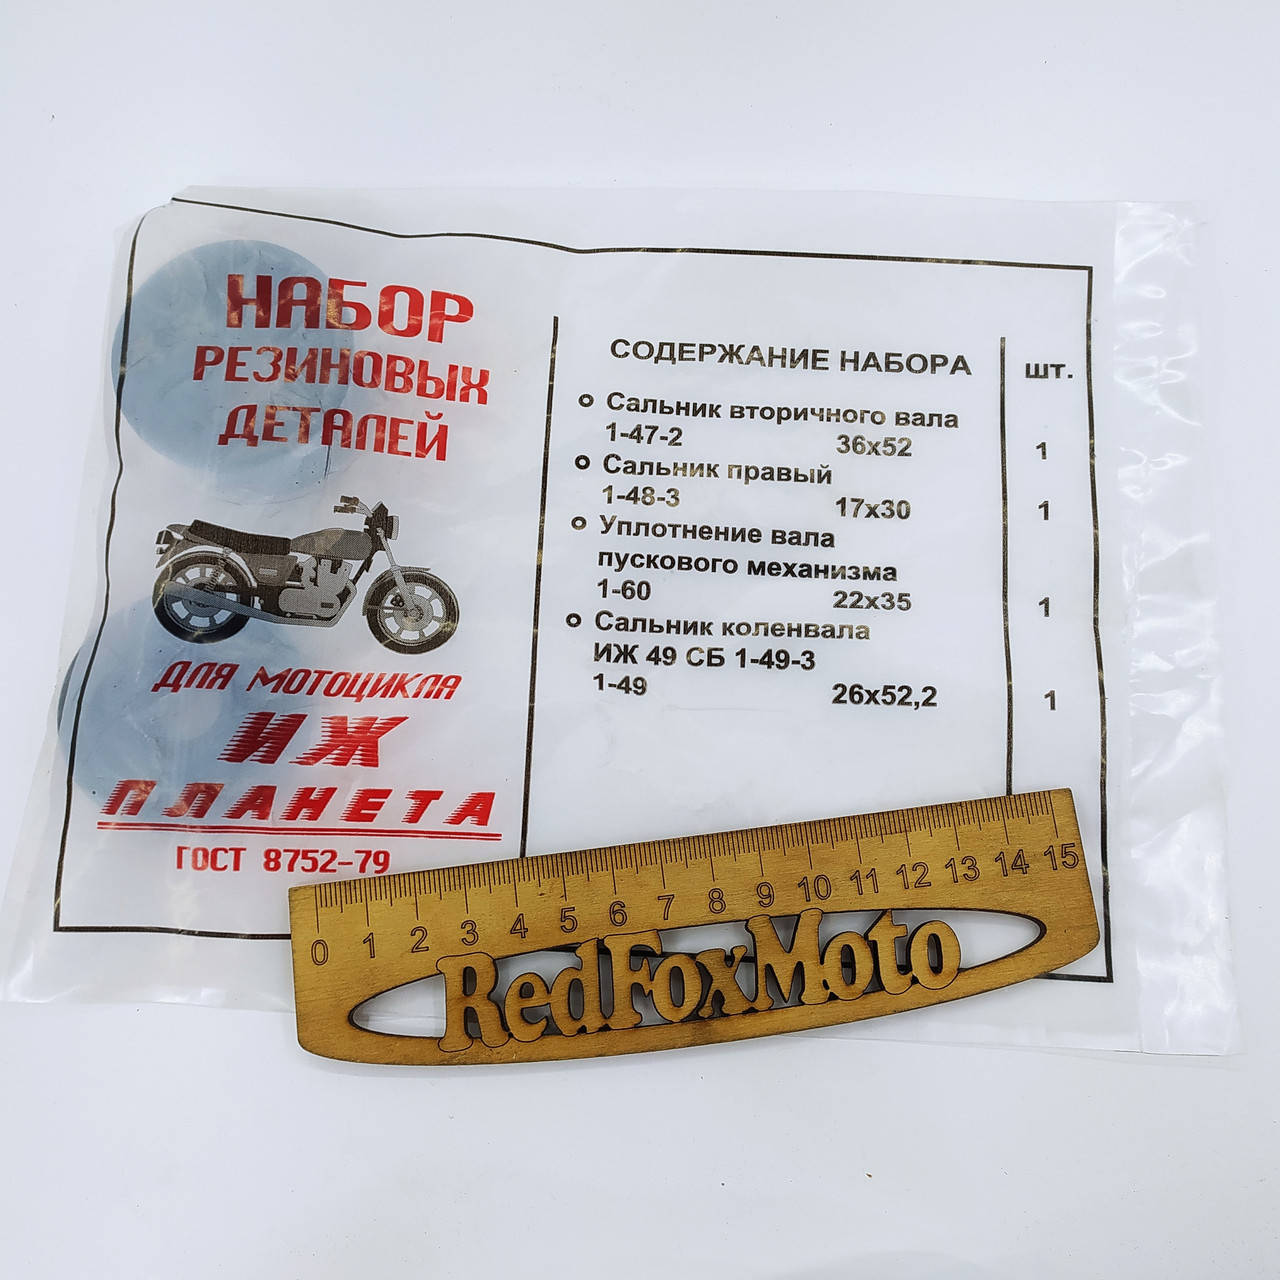 НАБОР
РЕЗИНОВЫХ
ДЕТАЛЕЙ
ДЛЯ МОТОЦИКЛА
ИЖ
ПЛАНЕТА
ГОСТ 8752-79
СОДЕРЖАНИЕ НАБОРА шт.
Сальник вторичного вала
1-47-2 36х52 1
Сальник правый
1-48-3 17х30 1
Уплотнение вала
пускового механизма
1-60 22х35 1
Сальник коленвала
ИЖ 49 СБ 1-49-3
1-49 26х52,2 1
0 1 2 3 4 5 6 7 8 9 10 11 12 13 14 15
RedFoxMoto